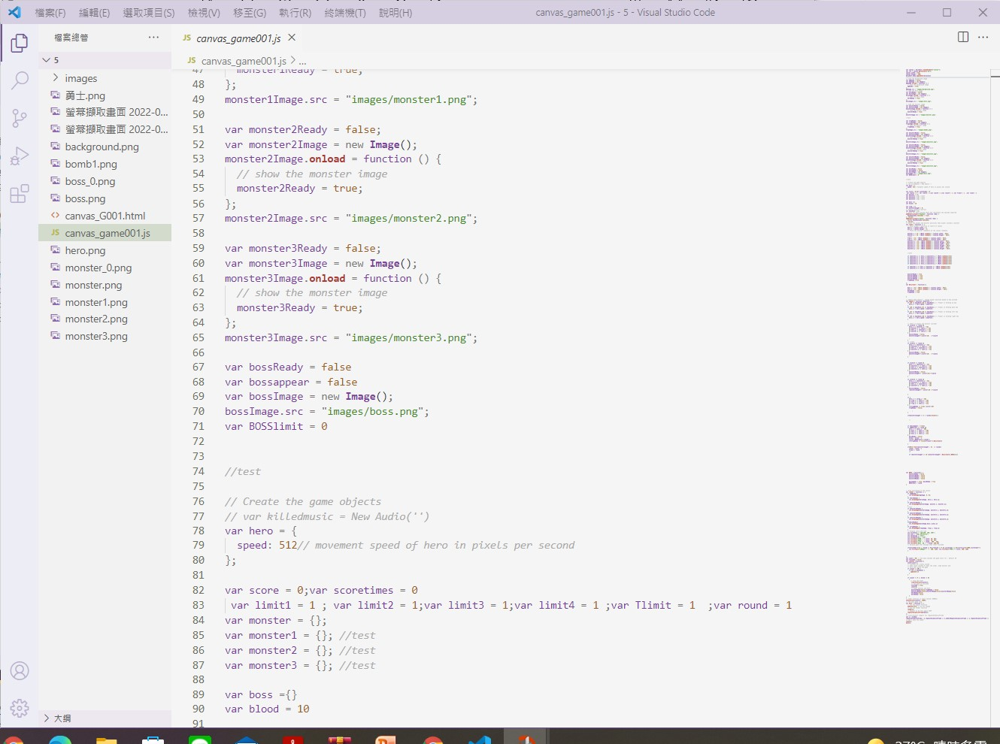 檔案(F) 編輯(E) 選取項目(S) 檢視(V) 移至(G) 執行(R) 終端機(T) 說明(H) canvas_game001.js - 5 - Visual Studio Code
檔案總管
5
images
勇士.png
螢幕擷取畫面 2022-0...
螢幕擷取畫面 2022-0...
background.png
bomb1.png
boss_0.png
boss.png
canvas_G001.html
JS canvas_game001.js
hero.png
monster_0.png
monster.png
monster1.png
monster2.png
monster3.png
大綱
JS canvas_game001.js
JS canvas_game001.js > ...
47 monster1Ready = true;
48 };
49 monster1Image.src = "images/monster1.png";
50
51 var monster2Ready = false;
52 var monster2Image = new Image();
53 monster2Image.onload = function () {
54 // show the monster image
55 monster2Ready = true;
56 };
57 monster2Image.src = "images/monster2.png";
58
59 var monster3Ready = false;
60 var monster3Image = new Image();
61 monster3Image.onload = function () {
62 // show the monster image
63 monster3Ready = true;
64 };
65 monster3Image.src = "images/monster3.png";
66
67 var bossReady = false
68 var bossappear = false
69 var bossImage = new Image();
70 bossImage.src = "images/boss.png";
71 var BOSSlimit = 0
72
73
74 //test
75
76 // Create the game objects
77 // var killedmusic = New Audio('')
78 var hero = {
79 speed: 512// movement speed of hero in pixels per second
80 };
81
82 var score = 0;var scoretimes = 0
83 var limit1 = 1 ; var limit2 = 1;var limit3 = 1;var limit4 = 1 ;var Tlimit = 1 ;var round = 1
84 var monster = {};
85 var monster1 = {}; //test
86 var monster2 = {}; //test
87 var monster3 = {}; //test
88
89 var boss ={}
90 var blood = 10
91